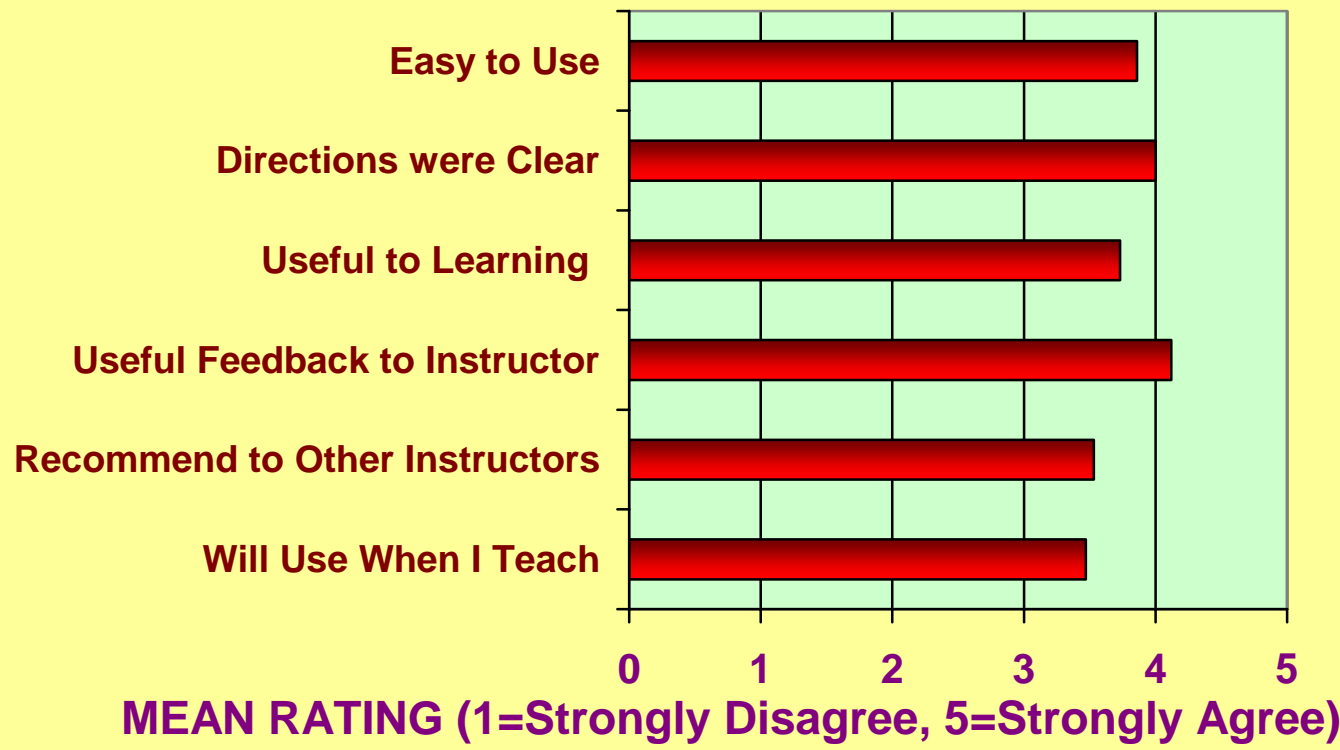 Easy to Use
Directions were Clear
Useful to Learning
Useful Feedback to Instructor
Recommend to Other Instructors
Will Use When I Teach
0 1 2 3 4 5
MEAN RATING (1=Strongly Disagree, 5=Strongly Agree)